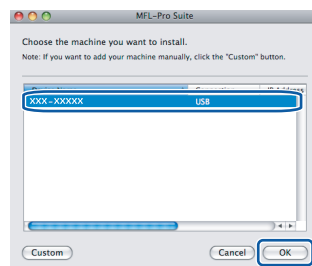 MFL-Pro Suite
Choose the machine you want to install.
Note: If you want to add your machine manually, click the "Custom" button.
XXX-XXXXX USB
Custom Cancel OK